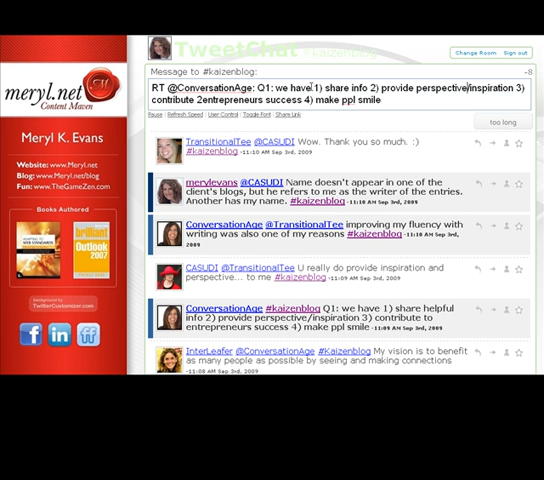 TweetChat #kaizenblog
Change Room Sign out
Message to #kaizenblog:
-8
RT @ConversationAge: Q1: we have 1) share info 2) provide perspective/inspiration 3)
contribute 2entrepreneurs success 4) make ppl smile
Pause | Refresh Speed | User Control | Toggle Font | Share Link
too long
meryl.net
Content Maven
Meryl K. Evans
Website: www.Meryl.net
Blog: www.Meryl.net/blog
Fun: www.TheGameZen.com
Books Authored
brilliant
Outlook
2007
background by
TwitterCustomizer.com
f in ff
TransitionalTee @CASUDI Wow. Thank you so much. :)
#kaizenblog -11:10 AM Sep 3rd, 2009
merylevans @CASUDI Name doesn't appear in one of the
client's blogs, but he refers to me as the writer of the entries.
Another has my name. #kaizenblog -11:10 AM Sep 3rd, 2009
ConversationAge @TransitionalTee improving my fluency with
writing was also one of my reasons #kaizenblog -11:09 AM Sep 3rd,
2009
CASUDI @TransitionalTee U really do provide inspiration and
perspective... to me #kaizenblog -11:09 AM Sep 3rd, 2009
ConversationAge #kaizenblog Q1: we have 1) share helpful
info 2) provide perspective/inspiration 3) contribute to
entrepreneurs success 4) make ppl smile -11:09 AM Sep 3rd, 2009
InterLeafer @ConversationAge #Kaizenblog My vision is to benefit
as many people as possible by seeing and making connections
-11:08 AM Sep 3rd, 2009